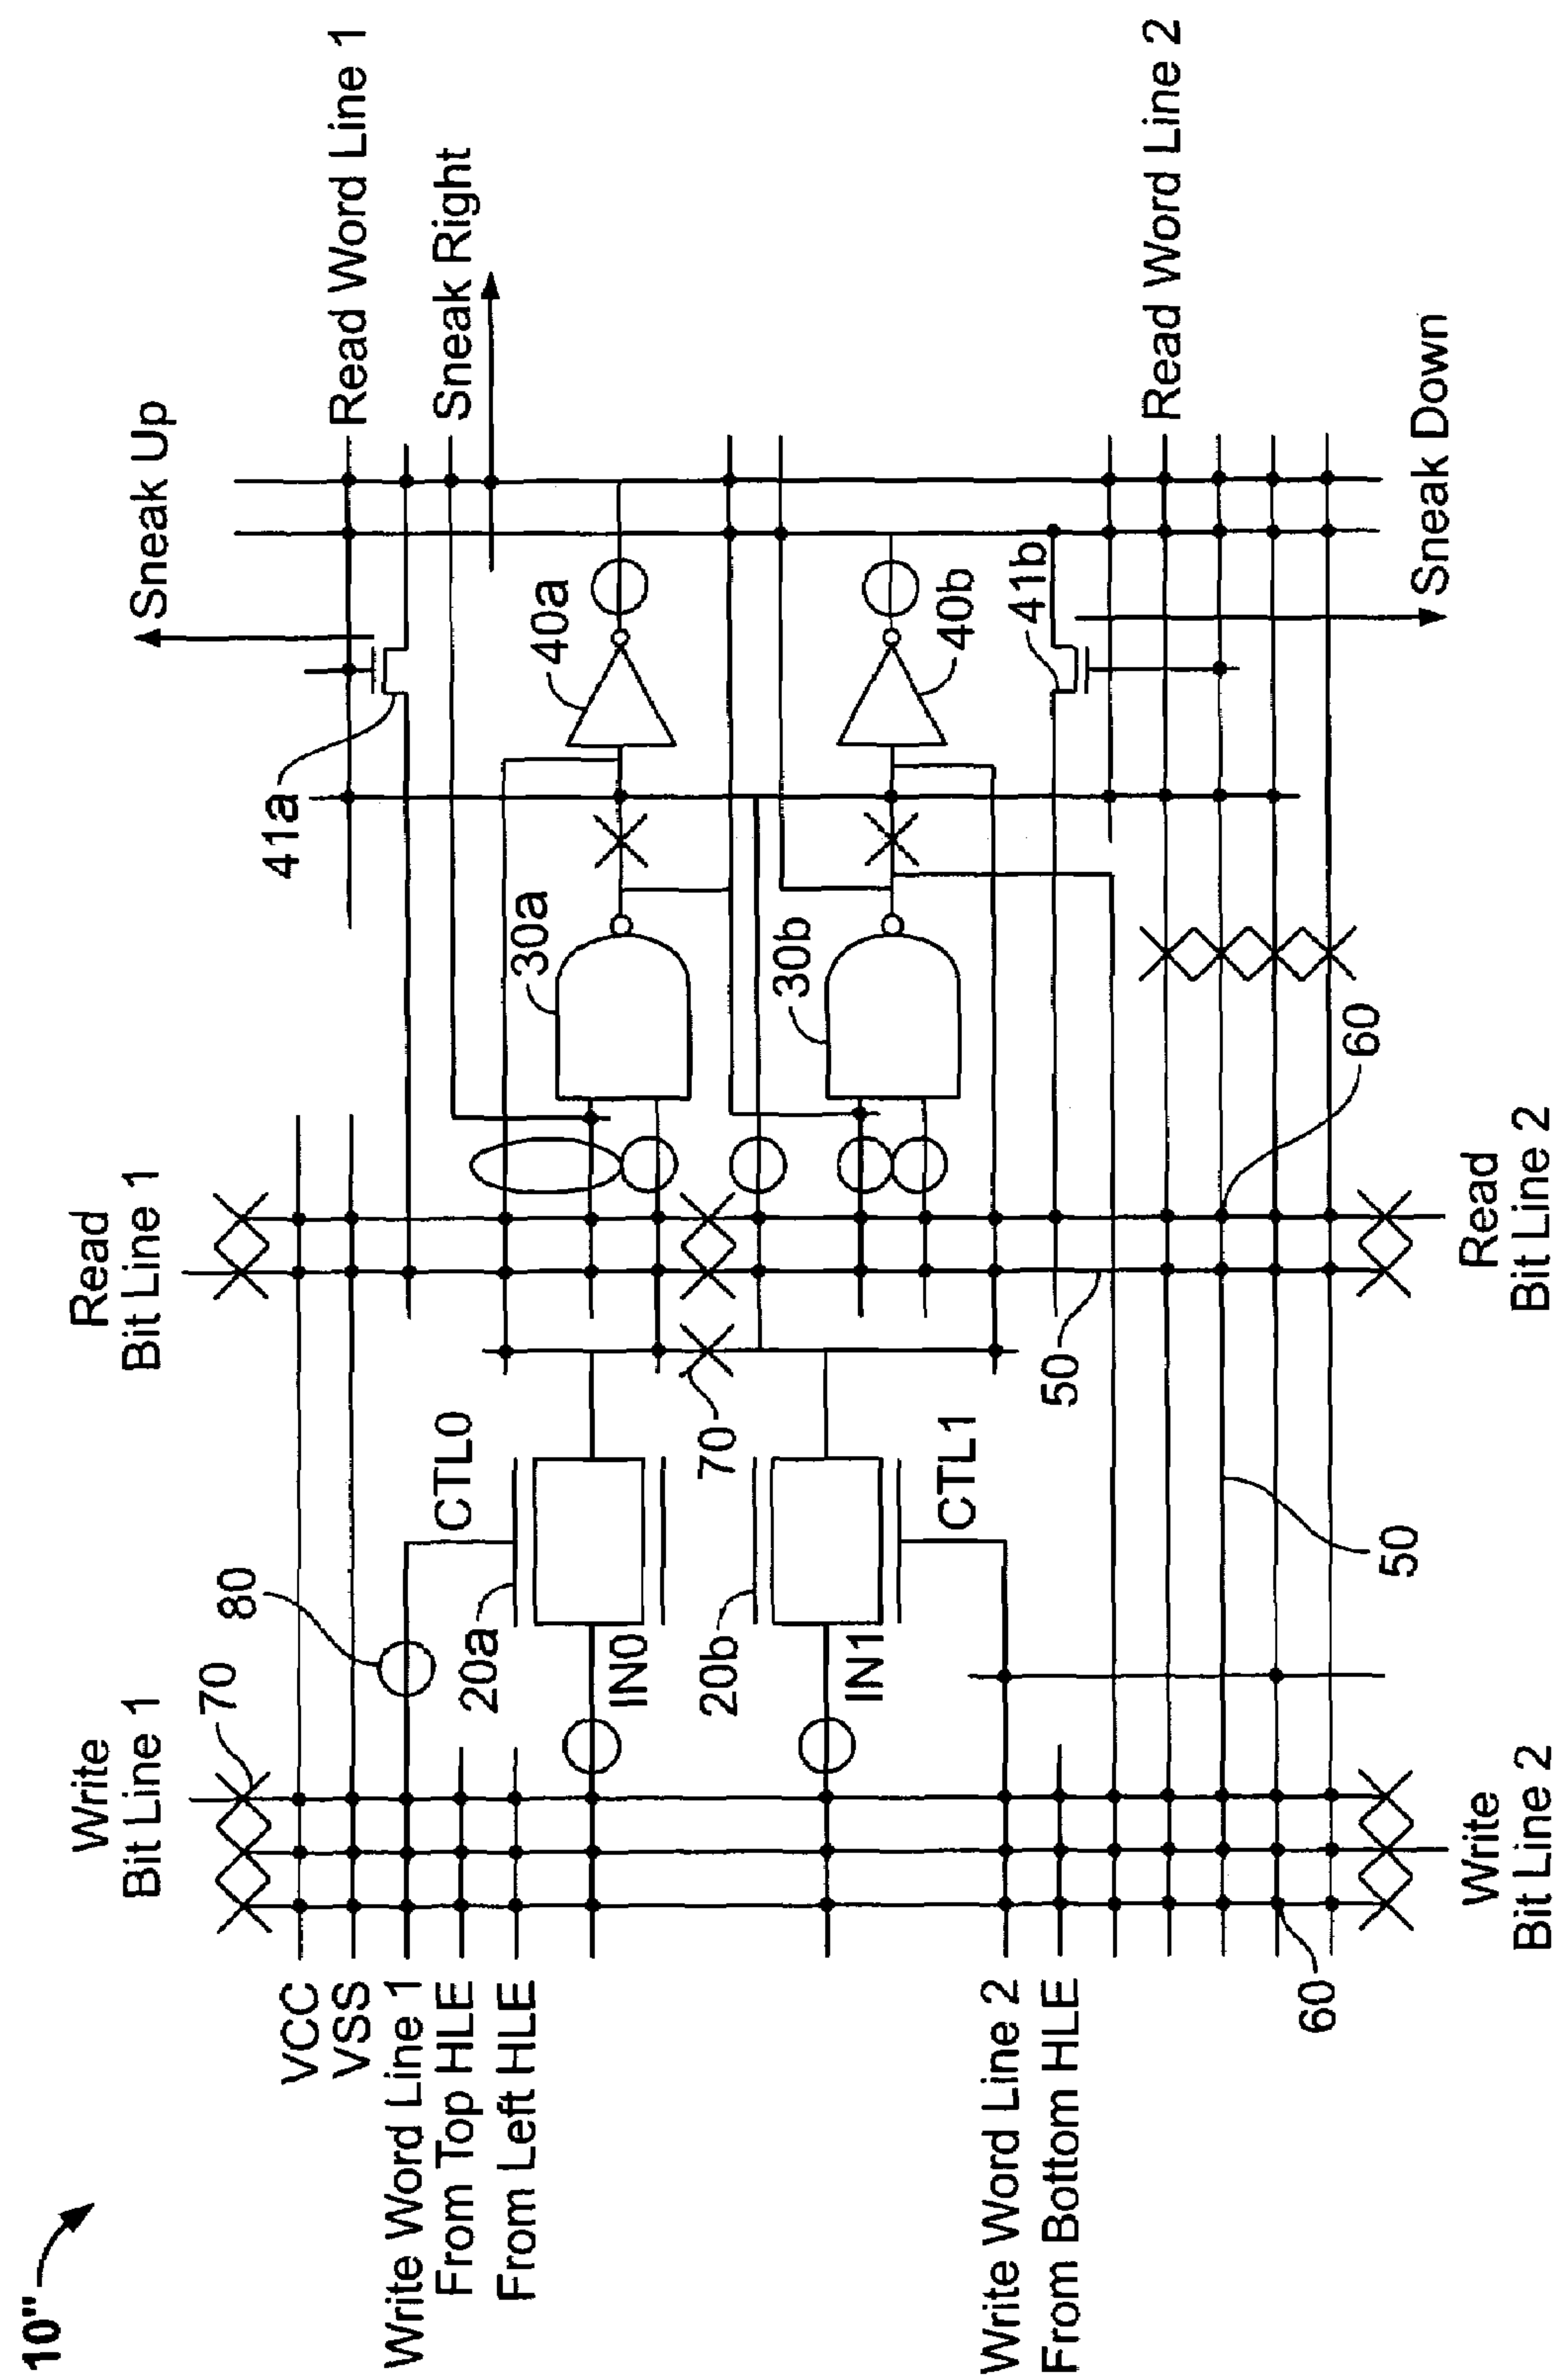 10"
Write
Bit Line 1
Read
Bit Line 1
Sneak Up
70
80
41a
Read Word Line 1
Sneak Right
VCC
VSS
Write Word Line 1
From Top HLE
From Left HLE
CTL0
20a
IN0
30a
40a
70
20b
IN1
CTL1
30b
40b
41b
Write Word Line 2
From Bottom HLE
50
60
50
60
Read Word Line 2
Write
Bit Line 2
Read
Bit Line 2
Sneak Down